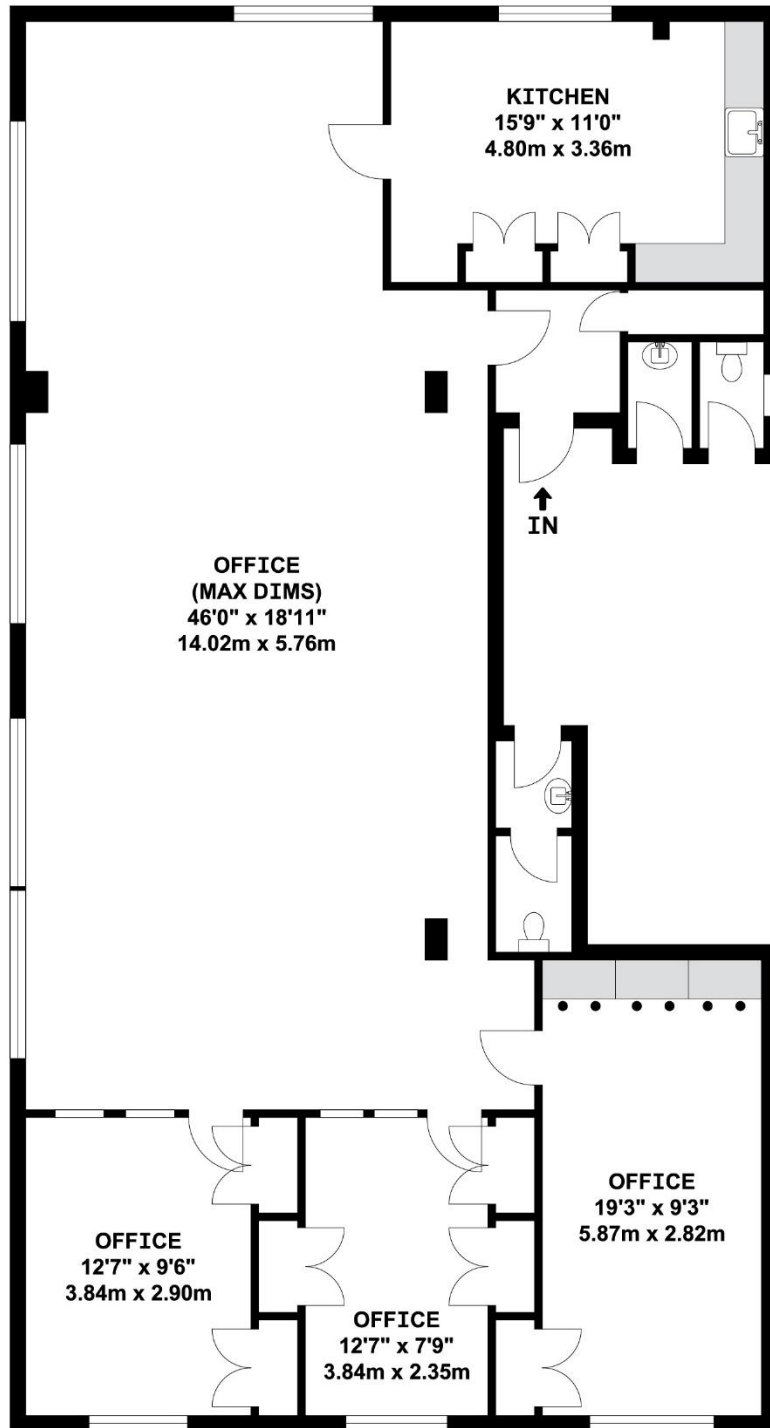 KITCHEN
15'9" x 11'0"
4.80m x 3.36m
IN
OFFICE
(MAX DIMS)
46'0" x 18'11"
14.02m x 5.76m
OFFICE
19'3" x 9'3"
5.87m x 2.82m
OFFICE
12'7" x 9'6"
3.84m x 2.90m
OFFICE
12'7" x 7'9"
3.84m x 2.35m